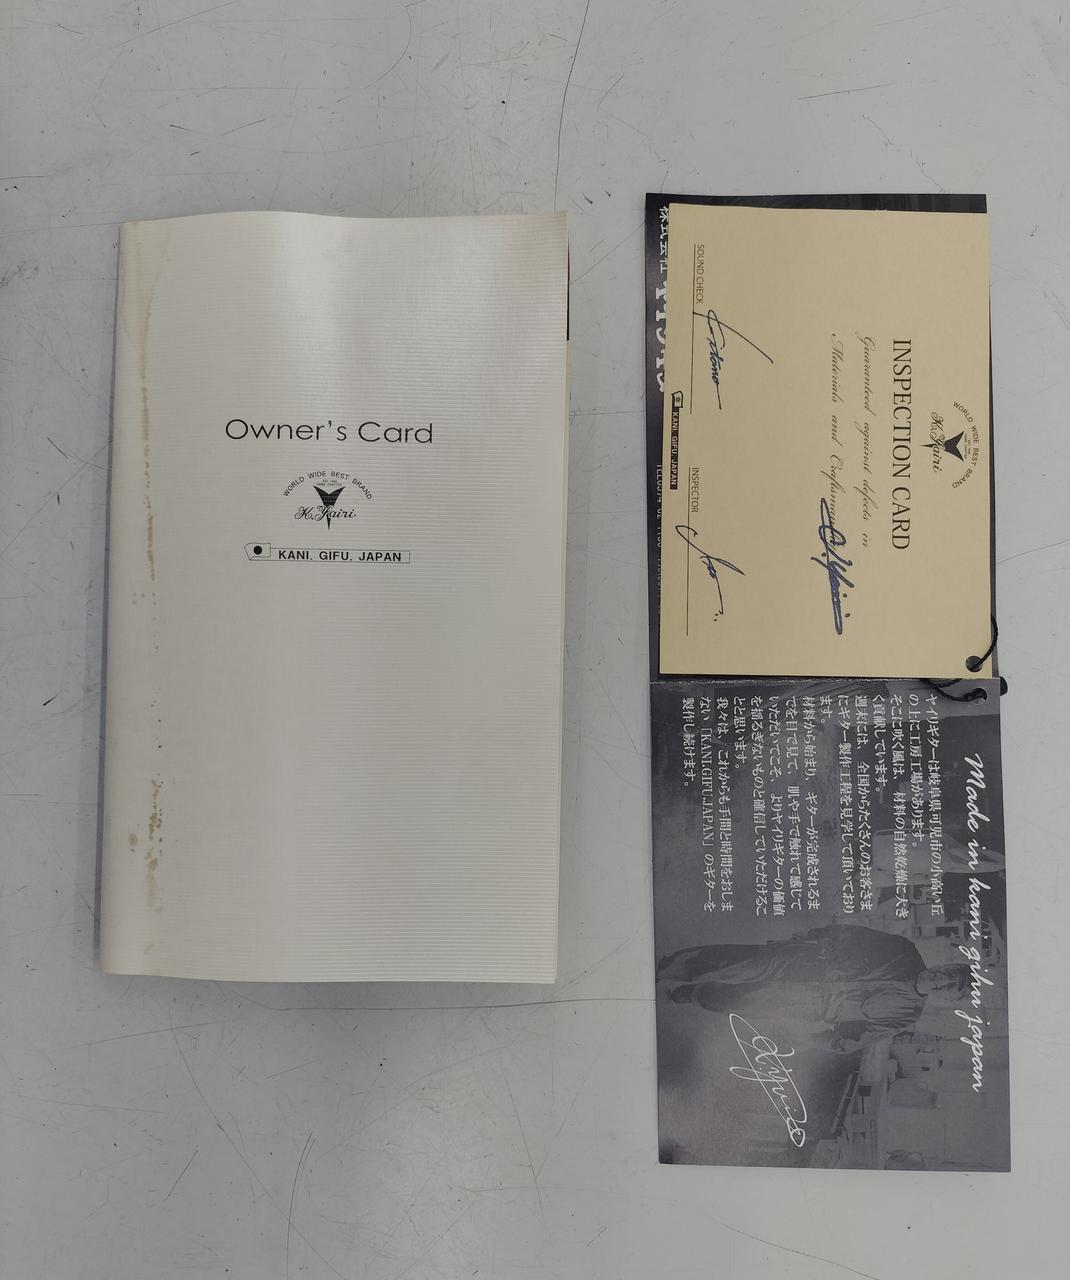 Owner's Card
WORLD WIDE BEST BRAND
K.Yairi
KANI. GIFU. JAPAN
WORLD WIDE BEST BRAND
K.Yairi
INSPECTION CARD
Guaranteed against defects in
Materials and Craftsman
SOUND CHECK
INSPECTOR
株式会社
KANI. GIFU. JAPAN
Made in kani gihu japan
ヤイリギターは岐阜県可児市の小高い丘
の上に工房工場があります。
そこに吹く風は、材料の自然乾燥に大き
く貢献しています。
週末には、全国からたくさんのお客さま
にギター製作工程を見学して頂いており
ます。
材料から始まり、ギターが完成されるま
でを目で見て、肌や手で触れて感じて
いただいてこそ、よりヤイリギターの価値
を揺るぎないものと確信していただけるこ
とと思います。
我々は、これからも手間と時間をおしま
ない「KANI.GIFU.JAPAN」のギターを
製作し続けます。